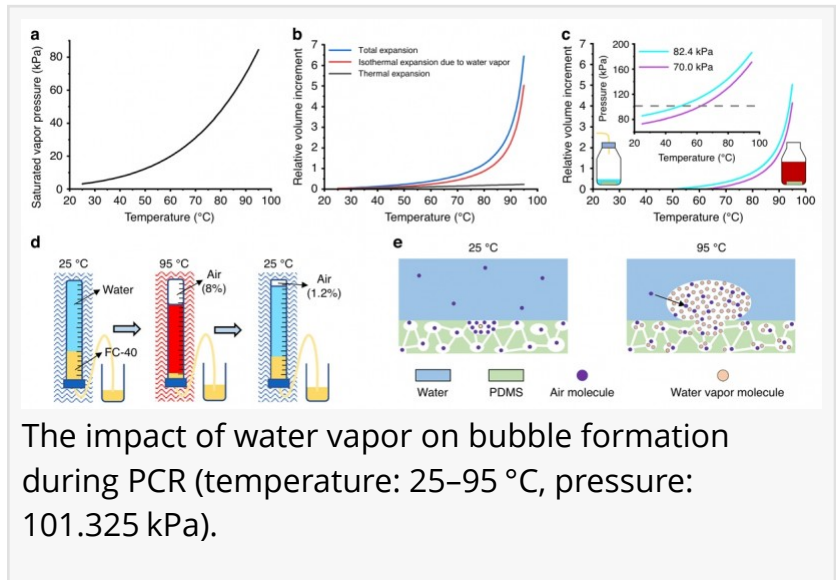 a
Saturated vapor pressure (kPa)
80
60
40
20
0
20 30 40 50 60 70 80 90 100
Temperature (°C)
b
Relative volume increment
7
6
5
4
3
2
1
0
Total expansion
Isothermal expansion due to water vapor
Thermal expansion
20 30 40 50 60 70 80 90 100
Temperature (°C)
c
Relative volume increment
7
6
5
4
3
2
1
0
Pressure (kPa)
200
160
120
80
82.4 kPa
70.0 kPa
20 40 60 80 100
Temperature (°C)
20 30 40 50 60 70 80 90 100
Temperature (°C)
d
25 °C
Water
FC-40
95 °C
Air
(8%)
25 °C
Air
(1.2%)
e
25 °C
95 °C
Water
PDMS
Air molecule
Water vapor molecule
The impact of water vapor on bubble formation
during PCR (temperature: 25–95 °C, pressure:
101.325 kPa).